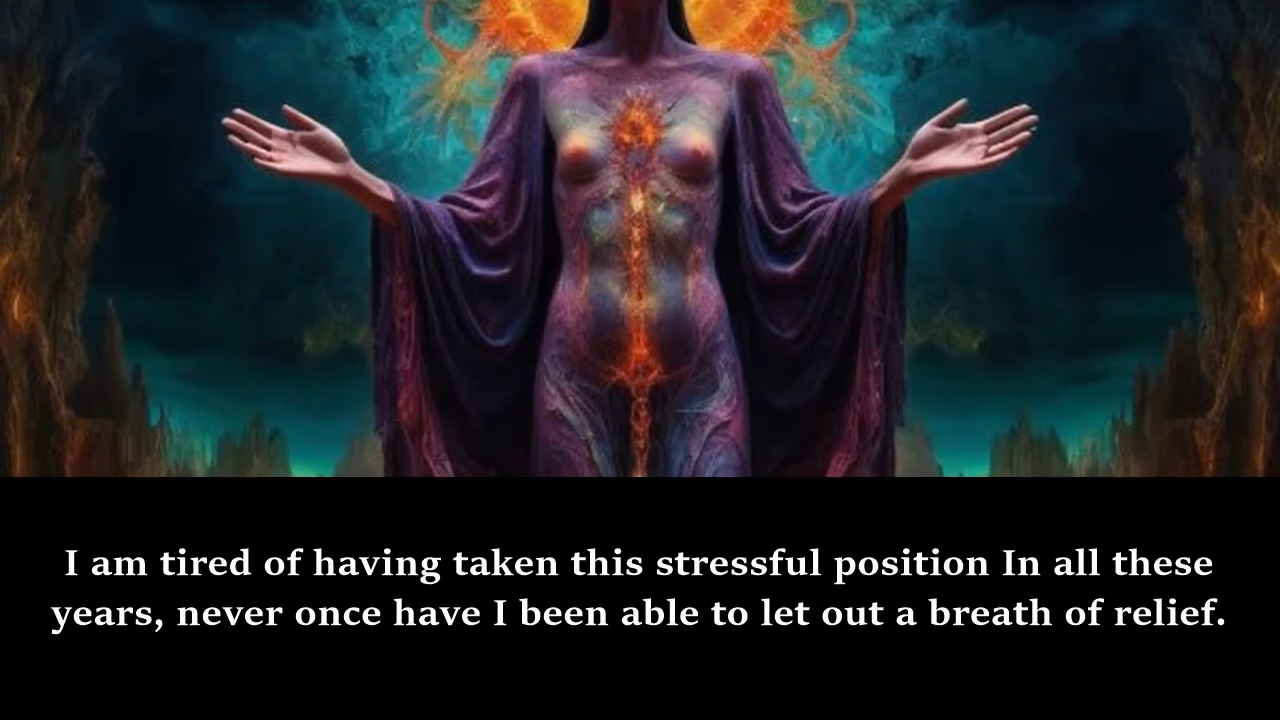 I am tired of having taken this stressful position In all these
years, never once have I been able to let out a breath of relief.